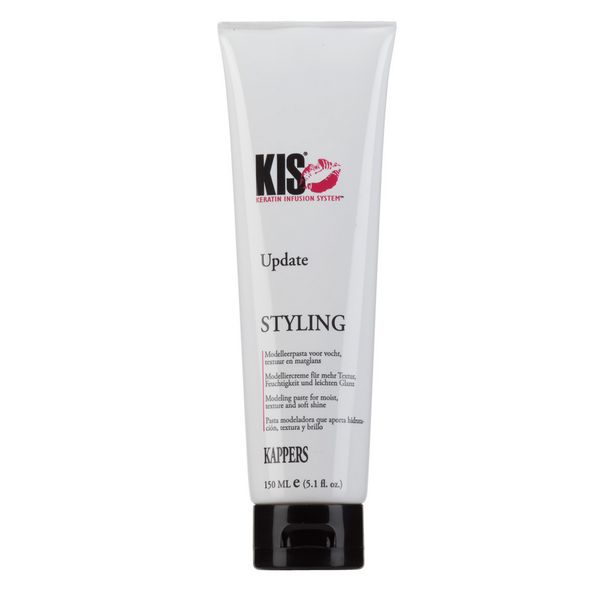 KIS®
KERATIN INFUSION SYSTEM™
Update
STYLING
Modelleerpasta voor vocht,
textuur en matglans
Modelliercreme für mehr Textur,
Feuchtigkeit und leichten Glanz
Modeling paste for moist,
texture and soft shine
Pasta modeladora que aporta hidrata-
ción, textura y brillo
KAPPERS
150 ML e (5.1 fl. oz.)